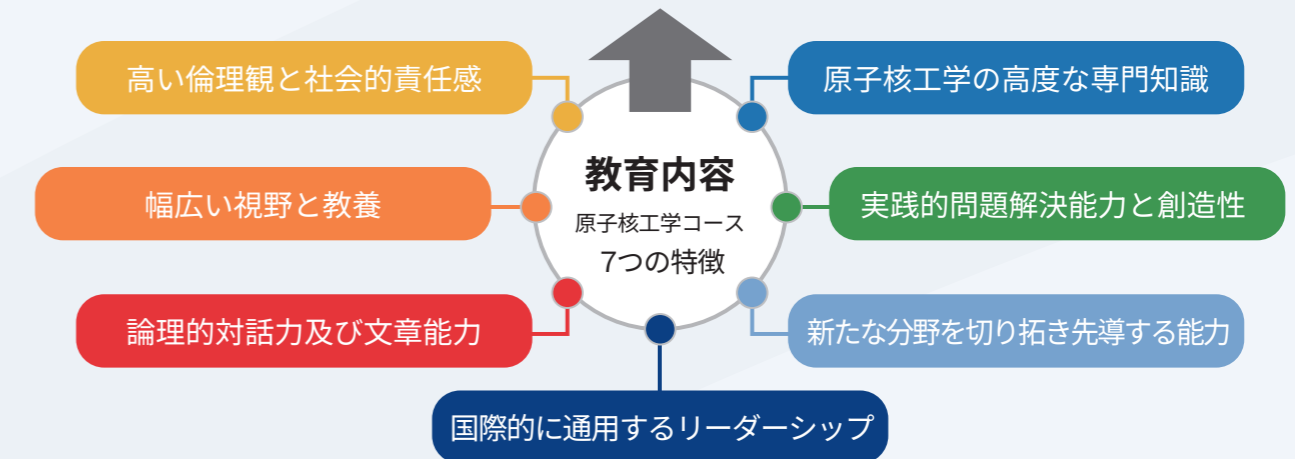 高い倫理観と社会的責任感
原子核工学の高度な専門知識
教育内容
幅広い視野と教養
原子核工学コース
実践的問題解決能力と創造性
7つの特徴
論理的対話力及び文章能力
新たな分野を切り拓き先導する能力
国際的に通用するリーダーシップ